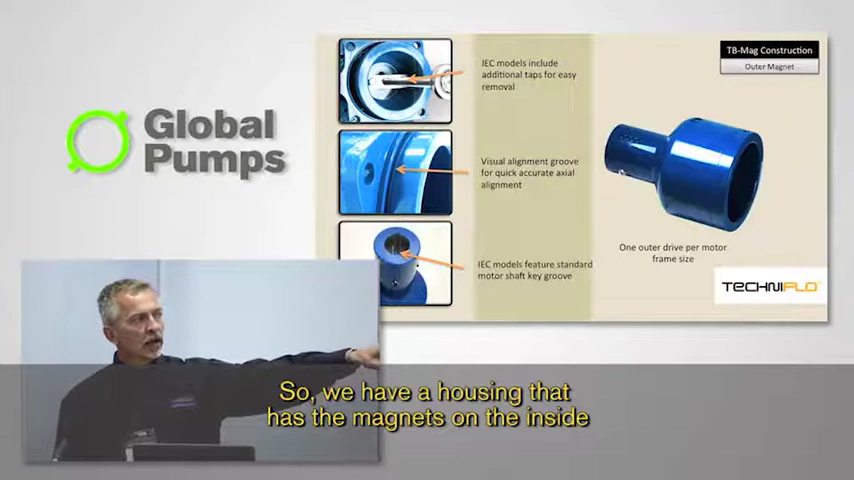 Global
Pumps
IEC models include
additional taps for easy
removal
Visual alignment groove
for quick accurate axial
alignment
IEC models feature standard
motor shaft key groove
TB-Mag Construction
Outer Magnet
One outer drive per motor
frame size
TECHNIFLO
So, we have a housing that
has the magnets on the inside